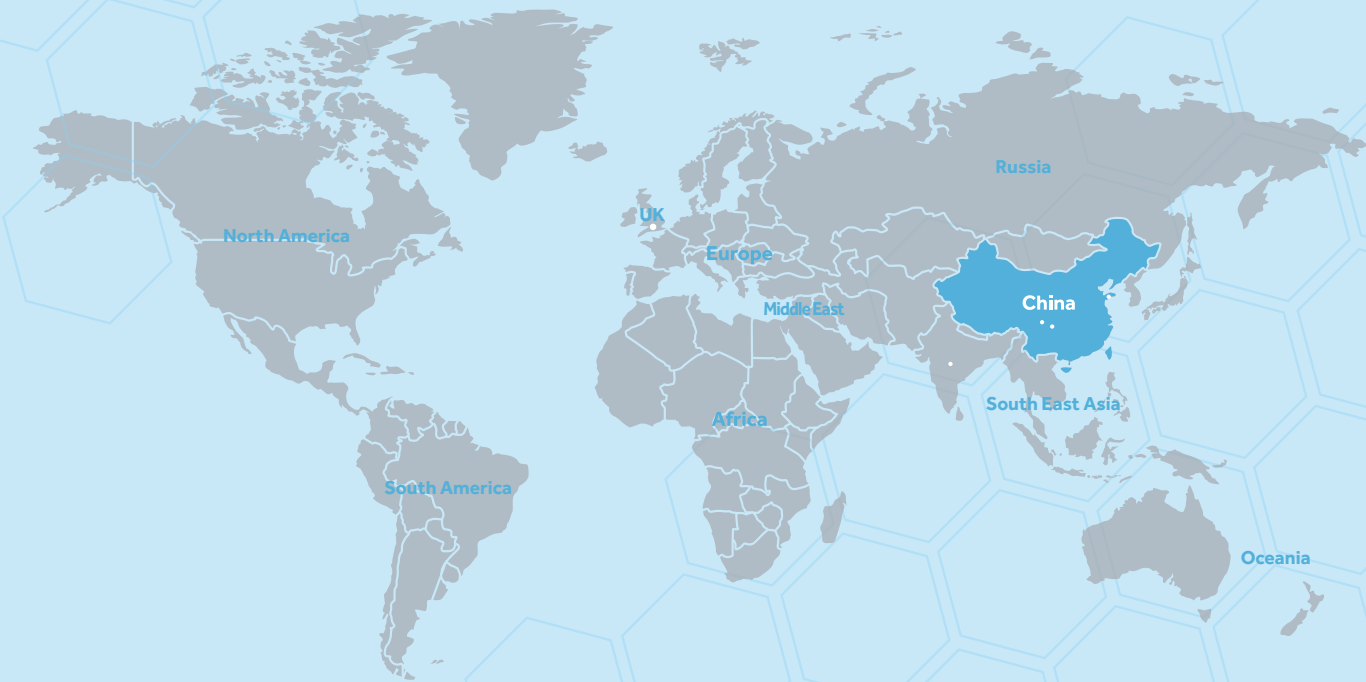 Russia
UK
North America
Europe
China
Middle East
South East Asia
Africa
South America
Oceania